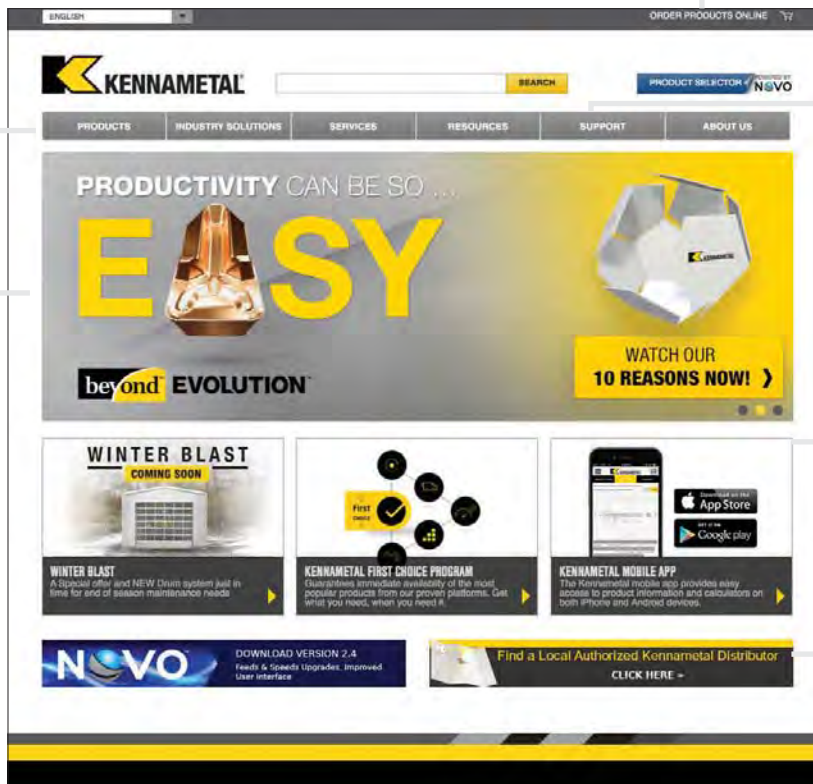 ENGLISH
ORDER PRODUCTS ONLINE
KENNAMETAL
SEARCH
PRODUCT SELECTOR
POWERED BY
NOVO
PRODUCTS
INDUSTRY SOLUTIONS
SERVICES
RESOURCES
SUPPORT
ABOUT US
PRODUCTIVITY CAN BE SO ...
EASY
KENNAMETAL
beyond EVOLUTION™
WATCH OUR
10 REASONS NOW!
WINTER BLAST
COMING SOON
WINTER BLAST
A Special offer and NEW Drum system just in
time for end of season maintenance needs
First
CHOICE
KENNAMETAL FIRST CHOICE PROGRAM
Guarantees immediate availability of the most
popular products from our proven platforms. Get
what you need, when you need it.
KENNAMETAL
Download on the
App Store
GET IT ON
Google play
KENNAMETAL MOBILE APP
The Kennametal mobile app provides easy
access to product information and calculators on
both iPhone and Android devices.
NOVO
DOWNLOAD VERSION 2.4
Feeds & Speeds Upgrades, Improved
User Interface
Find a Local Authorized Kennametal Distributor
CLICK HERE »